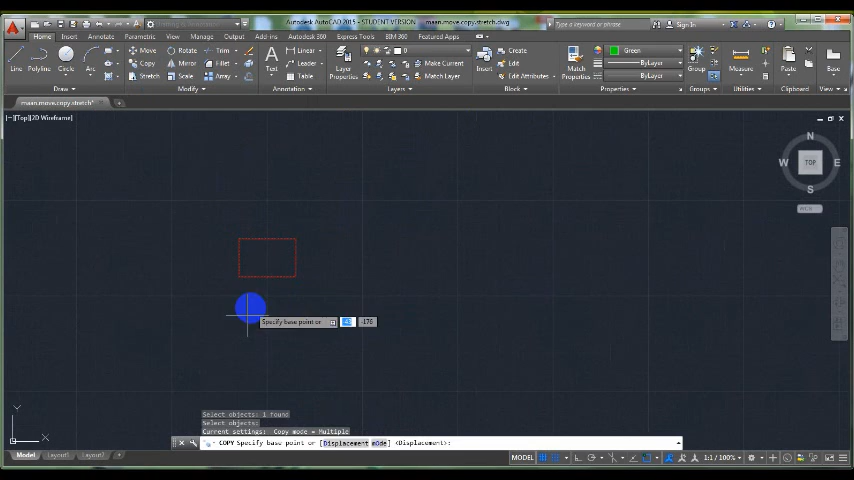 Autodesk AutoCAD 2015 - STUDENT VERSION maan.move.copy.stretch.dwg
Type a keyword or phrase
Sign In
Home Insert Annotate Parametric View Manage Output Add-ins Autodesk 360 Express Tools BIM 360 Featured Apps
Line Polyline Circle Arc
Move Rotate Trim
Copy Mirror Fillet
Stretch Scale Array
Text Linear
Leader
Table
Layer Properties
0
Make Current
Match Layer
Insert Create
Edit
Edit Attributes
Match Properties
Green
ByLayer
ByLayer
Group Measure Paste Base
Draw Modify Annotation Layers Block Properties Groups Utilities Clipboard View
maan.move.copy.stretch*
[−][Top][2D Wireframe]
N
W TOP E
S
WCS
Specify base point or -176
Y
X
Select objects: 1 found
Select objects:
Current settings: Copy mode = Multiple
COPY Specify base point or [Displacement mOde] <Displacement>:
Model Layout1 Layout2 +
MODEL 1:1 / 100%